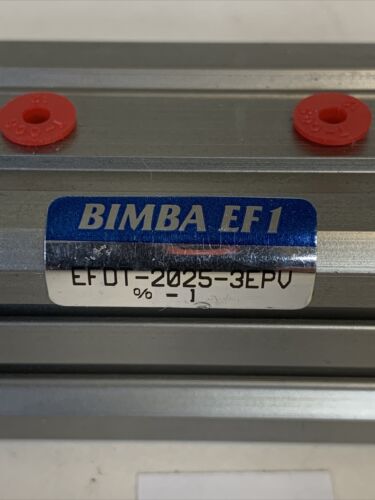 BIMBA EF1
EFDT-2025-3EPV
% - 1